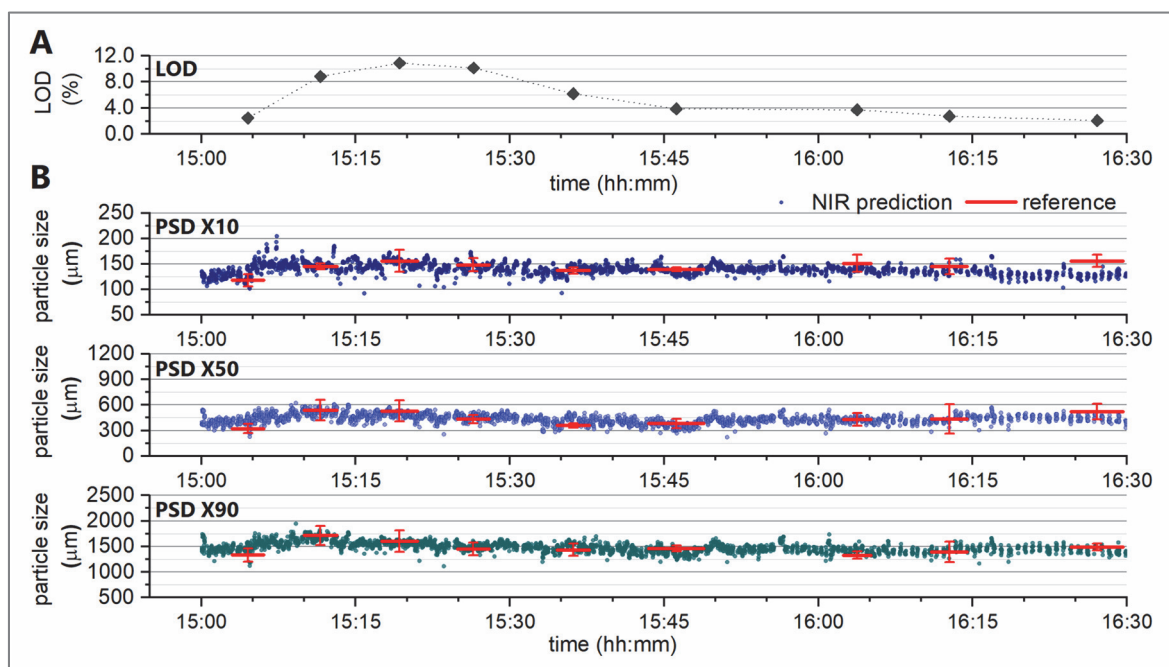 A
LOD
LOD
(%)
12.0
8.0
4.0
0.0
15:00 15:15 15:30 15:45 16:00 16:15 16:30
time (hh:mm)
B
NIR prediction reference
PSD X10
particle size
(μm)
250
200
150
100
50
15:00 15:15 15:30 15:45 16:00 16:15 16:30
PSD X50
particle size
(μm)
1200
900
600
300
0
15:00 15:15 15:30 15:45 16:00 16:15 16:30
PSD X90
particle size
(μm)
2500
2000
1500
1000
500
15:00 15:15 15:30 15:45 16:00 16:15 16:30
time (hh:mm)